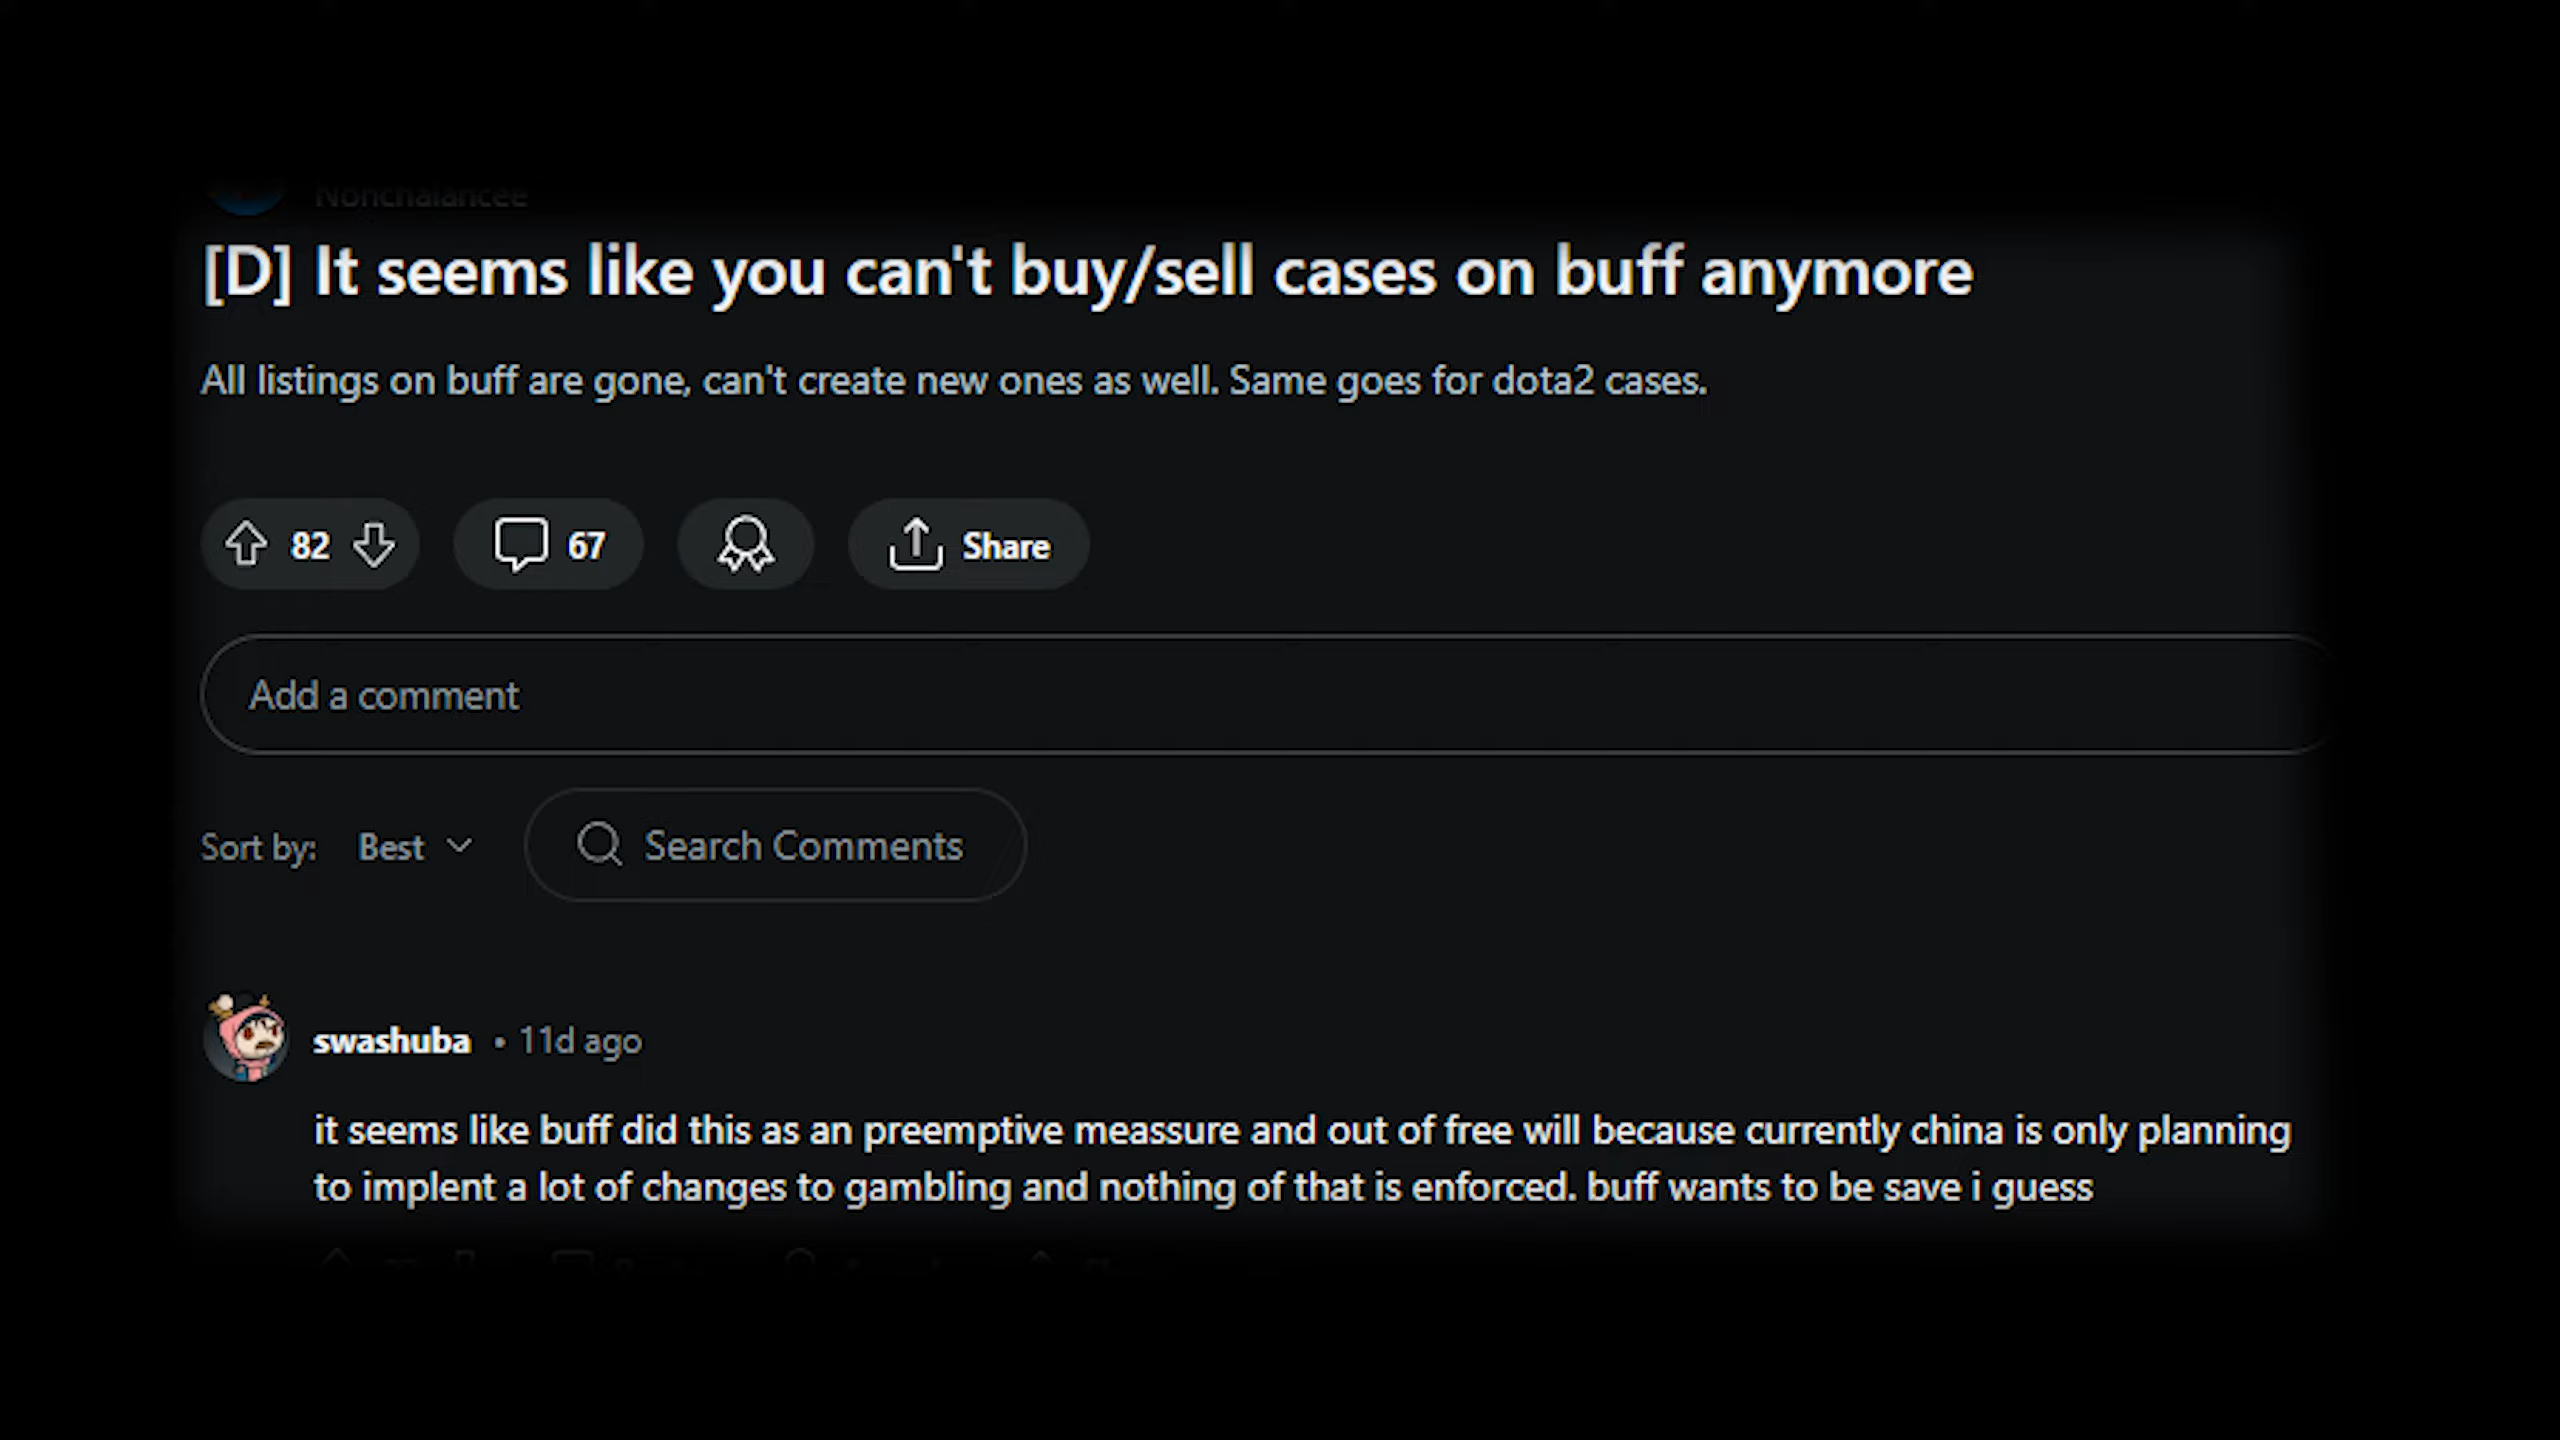 Nonchalancee
[D] It seems like you can't buy/sell cases on buff anymore
All listings on buff are gone, can't create new ones as well. Same goes for dota2 cases.
82
67
Share
Add a comment
Sort by: Best
Search Comments
swashuba • 11d ago
it seems like buff did this as an preemptive meassure and out of free will because currently china is only planning
to implent a lot of changes to gambling and nothing of that is enforced. buff wants to be save i guess